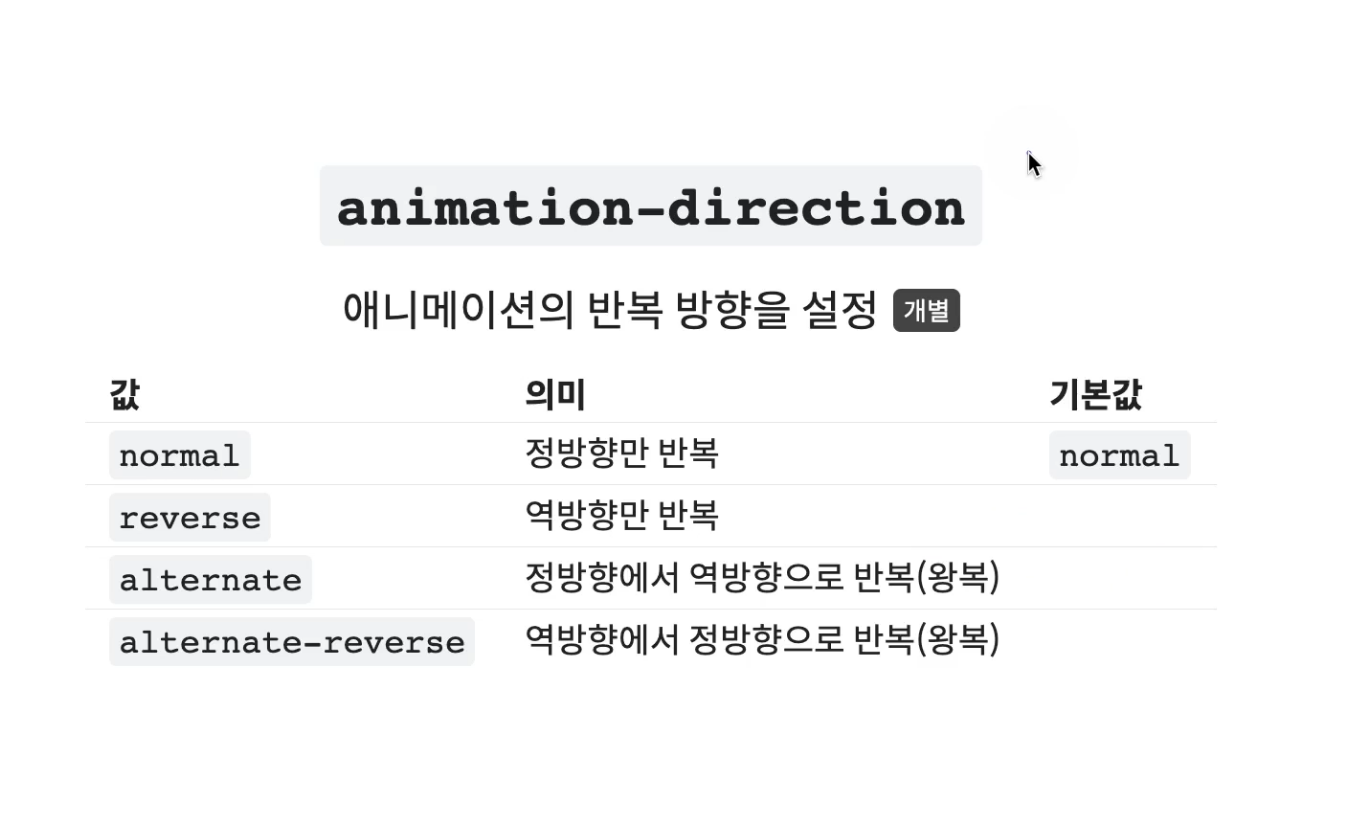 animation-direction
애니메이션의 반복 방향을 설정 개별
값 의미 기본값
normal 정방향만 반복 normal
reverse 역방향만 반복
alternate 정방향에서 역방향으로 반복(왕복)
alternate-reverse 역방향에서 정방향으로 반복(왕복)